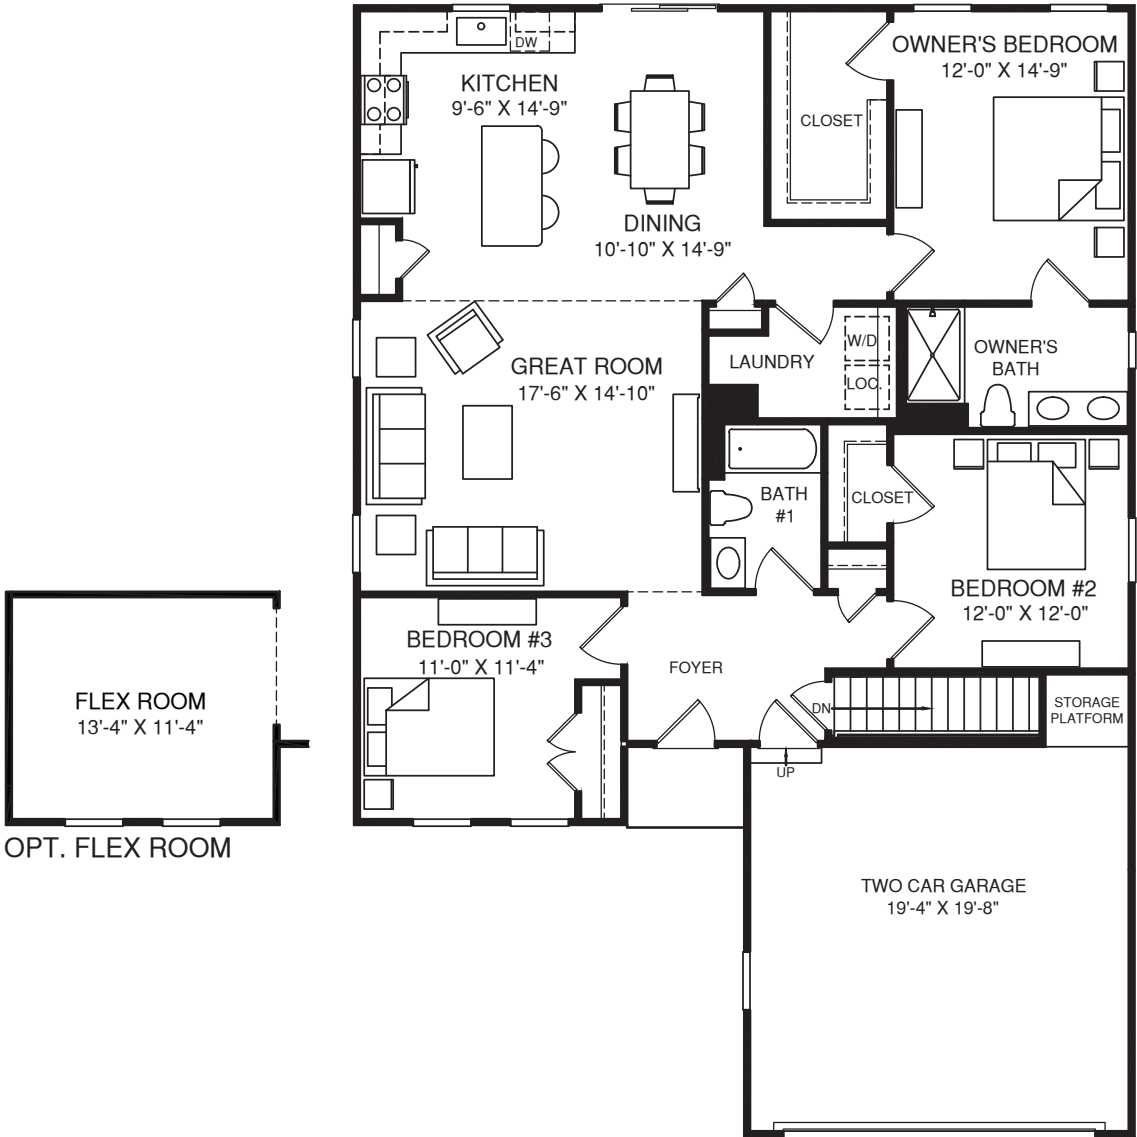 DW
OWNER'S BEDROOM
12'-0" X 14'-9"
KITCHEN
9'-6" X 14'-9"
CLOSET
DINING
10'-10" X 14'-9"
GREAT ROOM
17'-6" X 14'-10"
LAUNDRY
W/D
LOC.
OWNER'S
BATH
BATH
#1
CLOSET
BEDROOM #2
12'-0" X 12'-0"
BEDROOM #3
11'-0" X 11'-4"
FOYER
DN
STORAGE
PLATFORM
UP
FLEX ROOM
13'-4" X 11'-4"
OPT. FLEX ROOM
TWO CAR GARAGE
19'-4" X 19'-8"